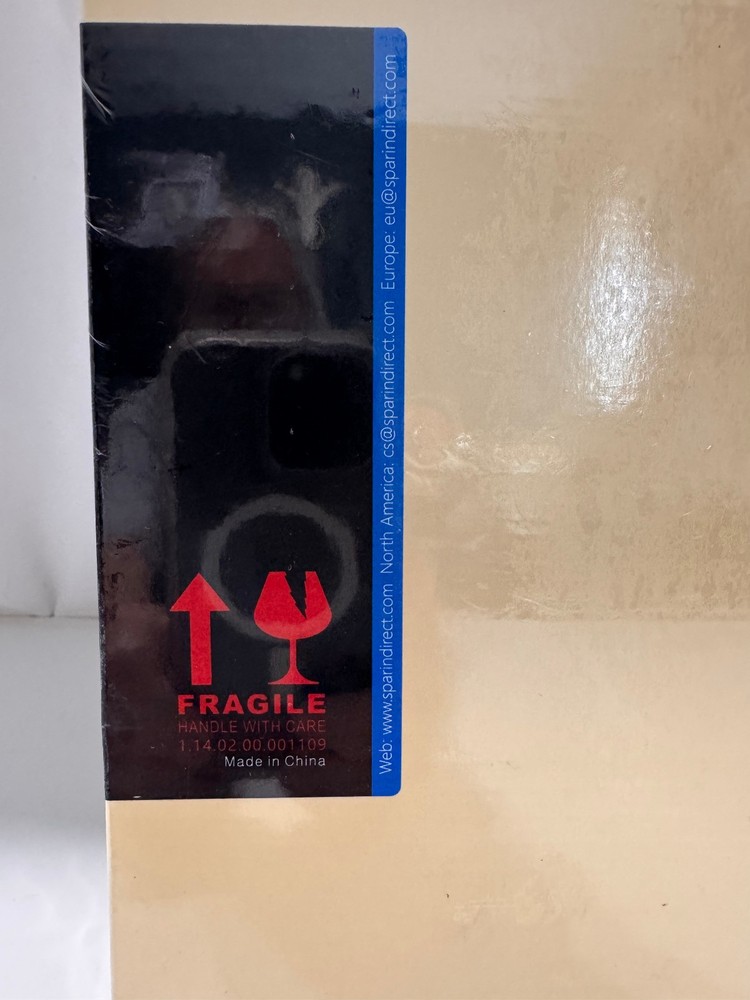 FRAGILE
HANDLE WITH CARE
1.14.02.00.001109
Made in China
Web: www.sparindirect.com North America: cs@sparindirect.com Europe: eu@sparindirect.com